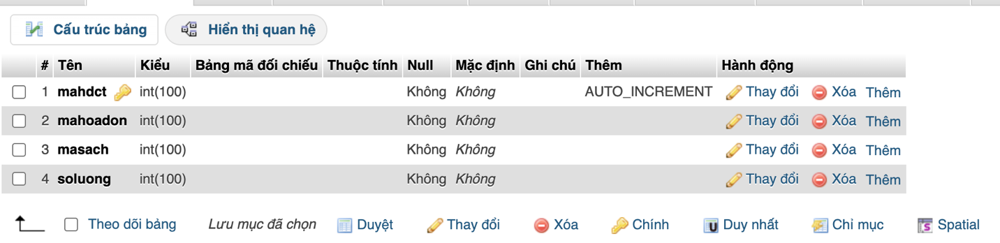 Cấu trúc bảng Hiển thị quan hệ
# Tên Kiểu Bảng mã đối chiếu Thuộc tính Null Mặc định Ghi chú Thêm Hành động
1 mahdct int(100) Không Không AUTO_INCREMENT Thay đổi Xóa Thêm
2 mahoadon int(100) Không Không Thay đổi Xóa Thêm
3 masach int(100) Không Không Thay đổi Xóa Thêm
4 soluong int(100) Không Không Thay đổi Xóa Thêm
Theo dõi bảng Lưu mục đã chọn Duyệt Thay đổi Xóa Chính Duy nhất Chỉ mục Spatial